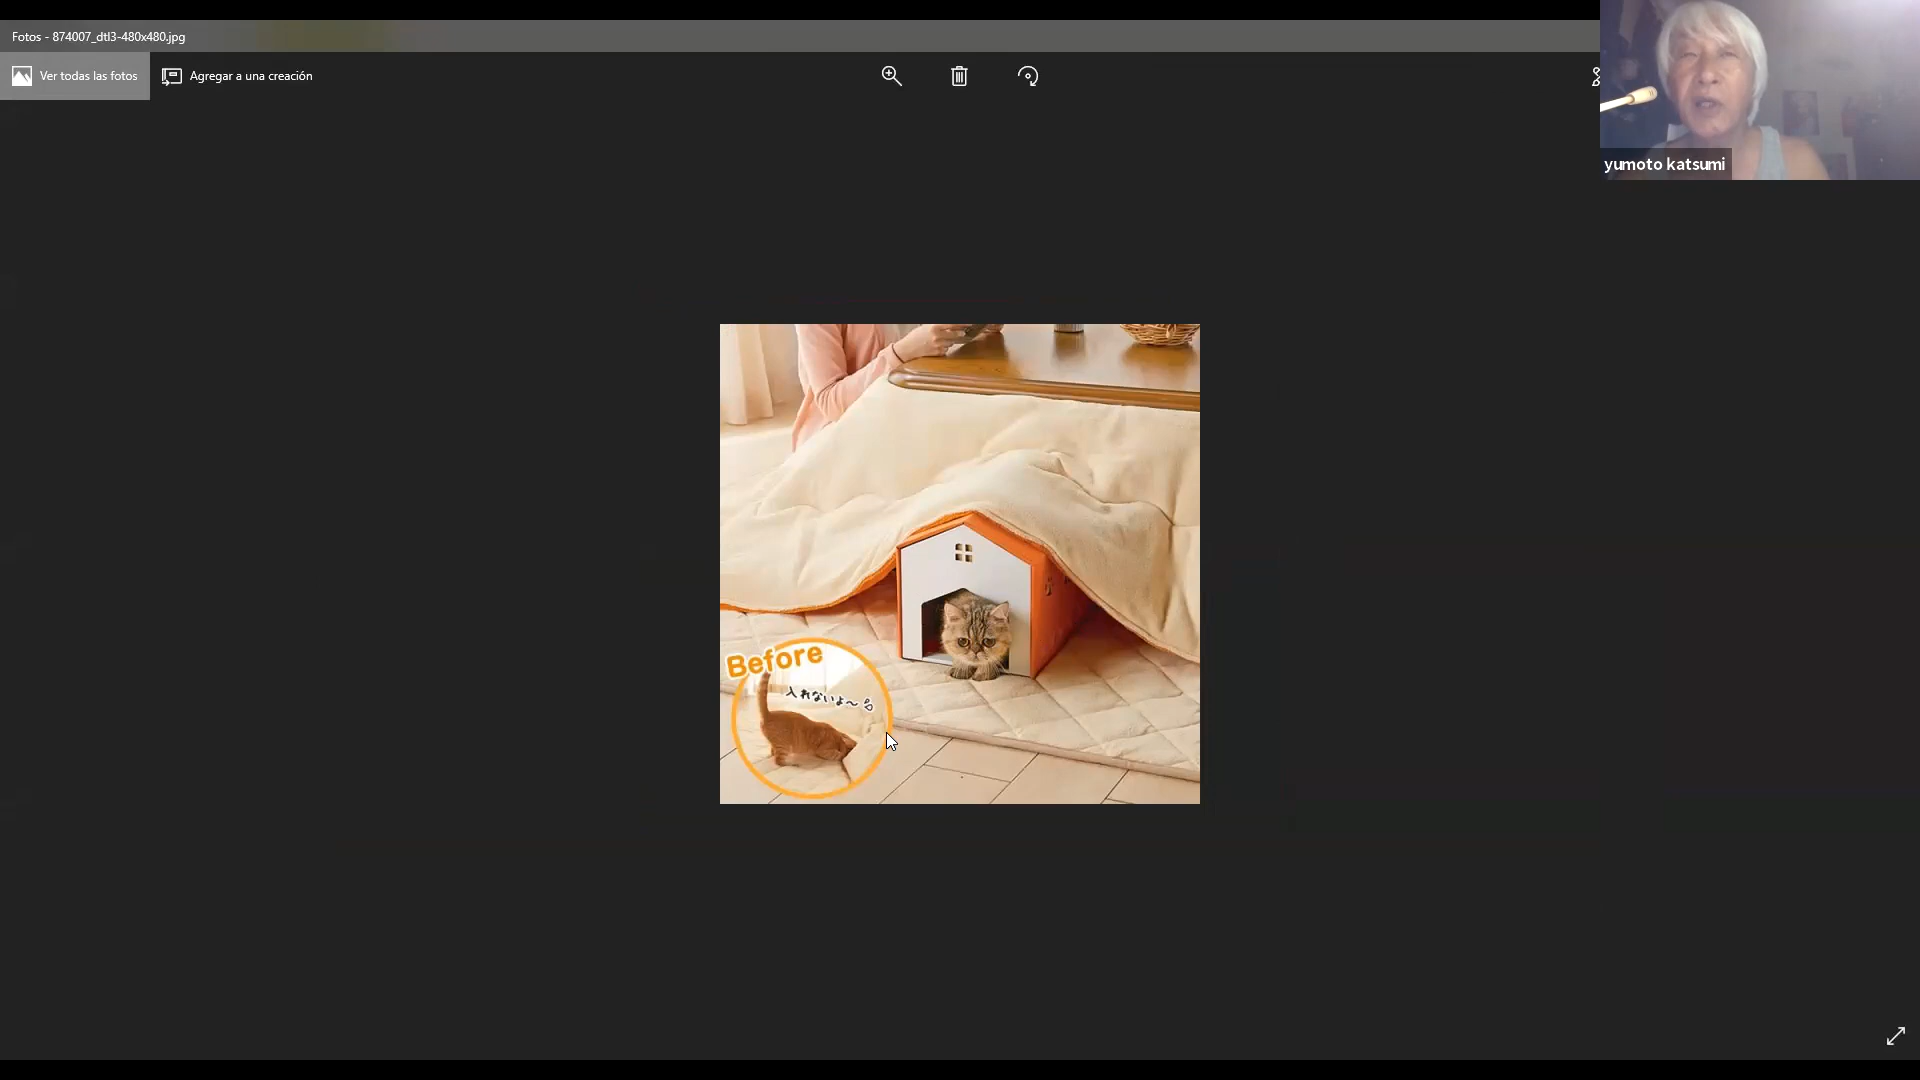 Fotos - 874007_dtl3-480x480.jpg
Ver todas las fotos
Agregar a una creación
yumoto katsumi
Before
入れないよ～